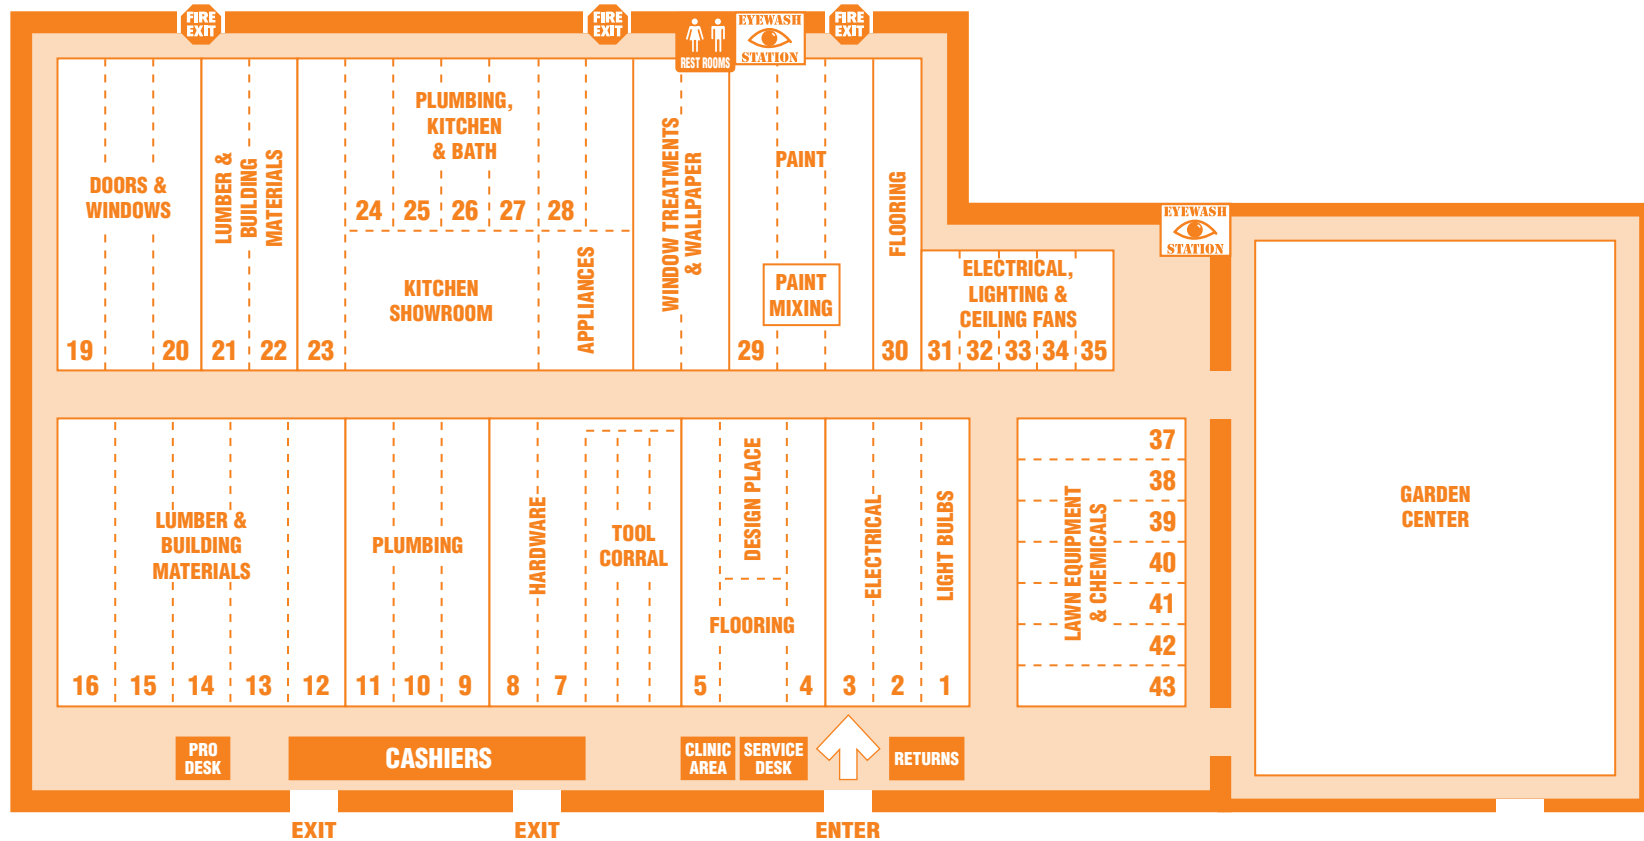 FIRE
EXIT
FIRE
EXIT
REST ROOMS
EYEWASH
STATION
FIRE
EXIT
DOORS &
WINDOWS
19
20
LUMBER &
BUILDING
MATERIALS
21
22
PLUMBING,
KITCHEN
& BATH
24
25
26
27
28
KITCHEN
SHOWROOM
23
APPLIANCES
WINDOW TREATMENTS
& WALLPAPER
PAINT
PAINT
MIXING
29
FLOORING
30
ELECTRICAL,
LIGHTING &
CEILING FANS
31
32
33
34
35
EYEWASH
STATION
LUMBER &
BUILDING
MATERIALS
16
15
14
13
12
PLUMBING
11
10
9
HARDWARE
8
7
TOOL
CORRAL
DESIGN PLACE
FLOORING
5
4
ELECTRICAL
LIGHT BULBS
3
2
1
LAWN EQUIPMENT
& CHEMICALS
37
38
39
40
41
42
43
GARDEN
CENTER
PRO
DESK
CASHIERS
CLINIC
AREA
SERVICE
DESK
RETURNS
EXIT
EXIT
ENTER